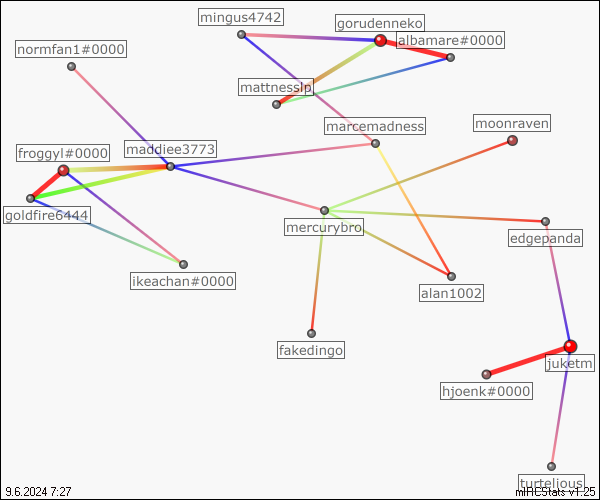 mingus4742
gorudenneko
albamare#0000
normfan1#0000
mattnesslp
marcemadness
moonraven
maddiee3773
froggyl#0000
goldfire6444
mercurybro
edgepanda
ikeachan#0000
alan1002
fakedingo
juketm
hjoenk#0000
turtelious
9.6.2024 7:27
mIRCStats v1.25